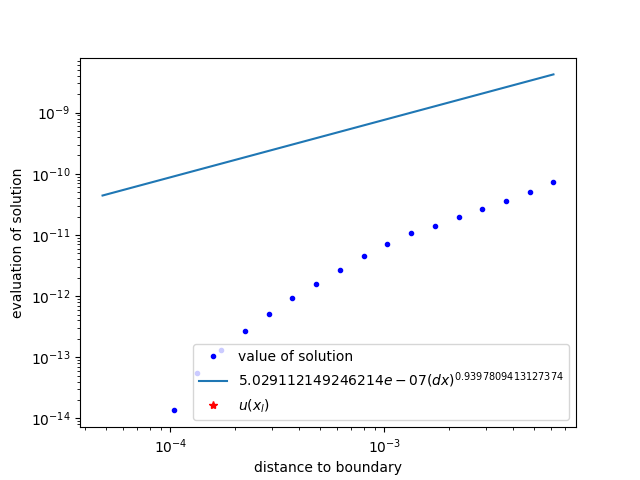 evaluation of solution
10⁻⁹
10⁻¹⁰
10⁻¹¹
10⁻¹²
10⁻¹³
10⁻¹⁴
value of solution
5.029112149246214e − 07(dx)^0.9397809413127374
u(x_l)
10⁻⁴
10⁻³
distance to boundary